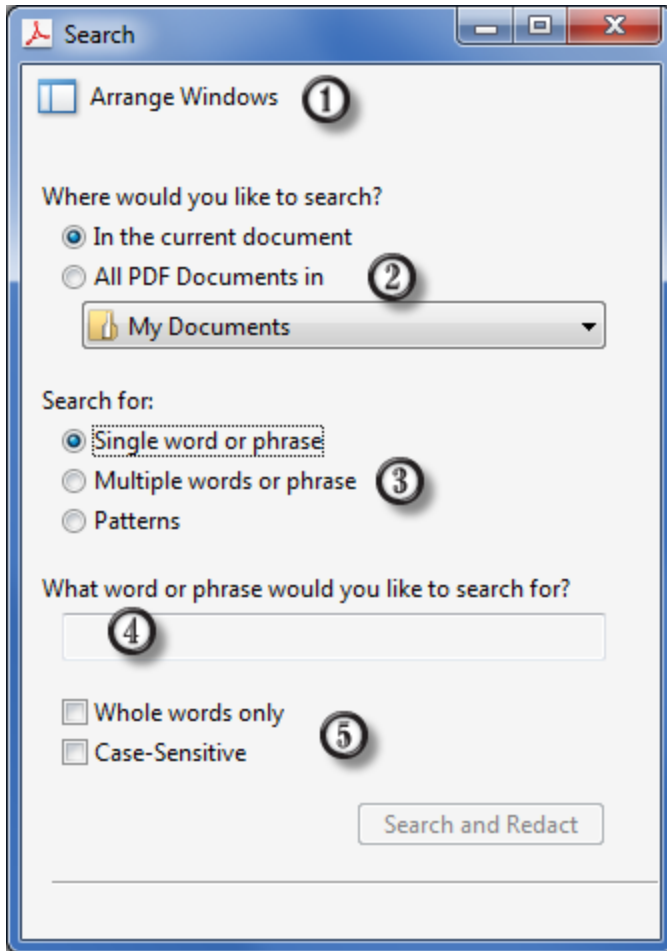 Search
Arrange Windows 1
Where would you like to search?
In the current document
All PDF Documents in 2
My Documents
Search for:
Single word or phrase
Multiple words or phrase 3
Patterns
What word or phrase would you like to search for?
4
Whole words only
5
Case-Sensitive
Search and Redact